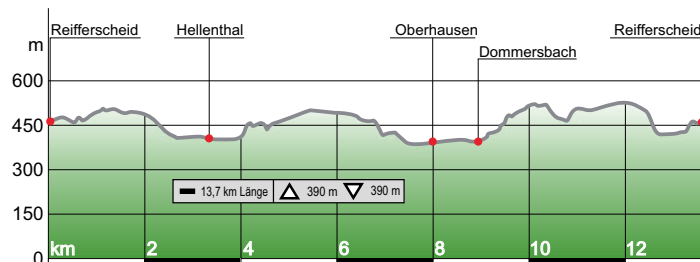 Reifferscheid Hellenthal Oberhausen Reifferscheid
Dommersbach
m
600
450
300
13,7 km Länge 390 m 390 m
150
0
km 2 4 6 8 10 12